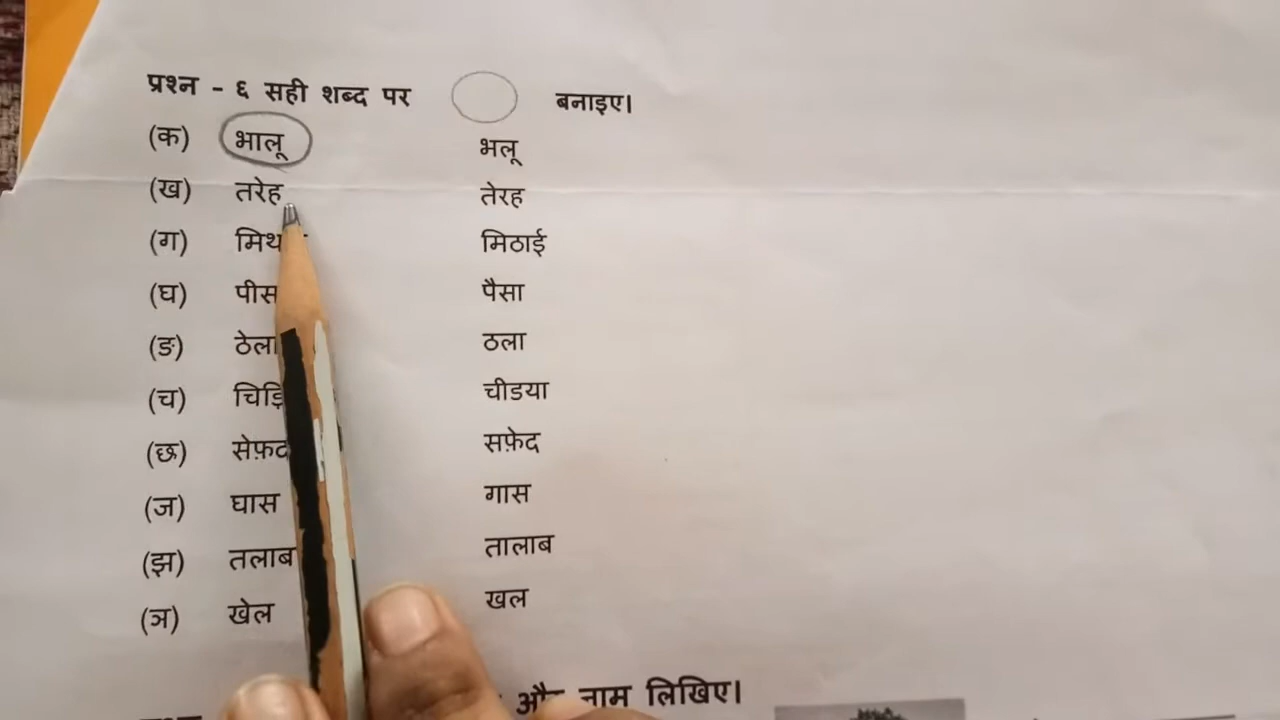 प्रश्न - ६ सही शब्द पर बनाइए।
(क) भालू भलू
(ख) तरेह तेरह
(ग) मिठाई
(घ) पैसा
(ङ) ठेला ठला
(च) चीडया
(छ) सेफ़द सफ़ेद
(ज) घास गास
(झ) तलाब तालाब
(ञ) खेल खल
और नाम लिखिए।